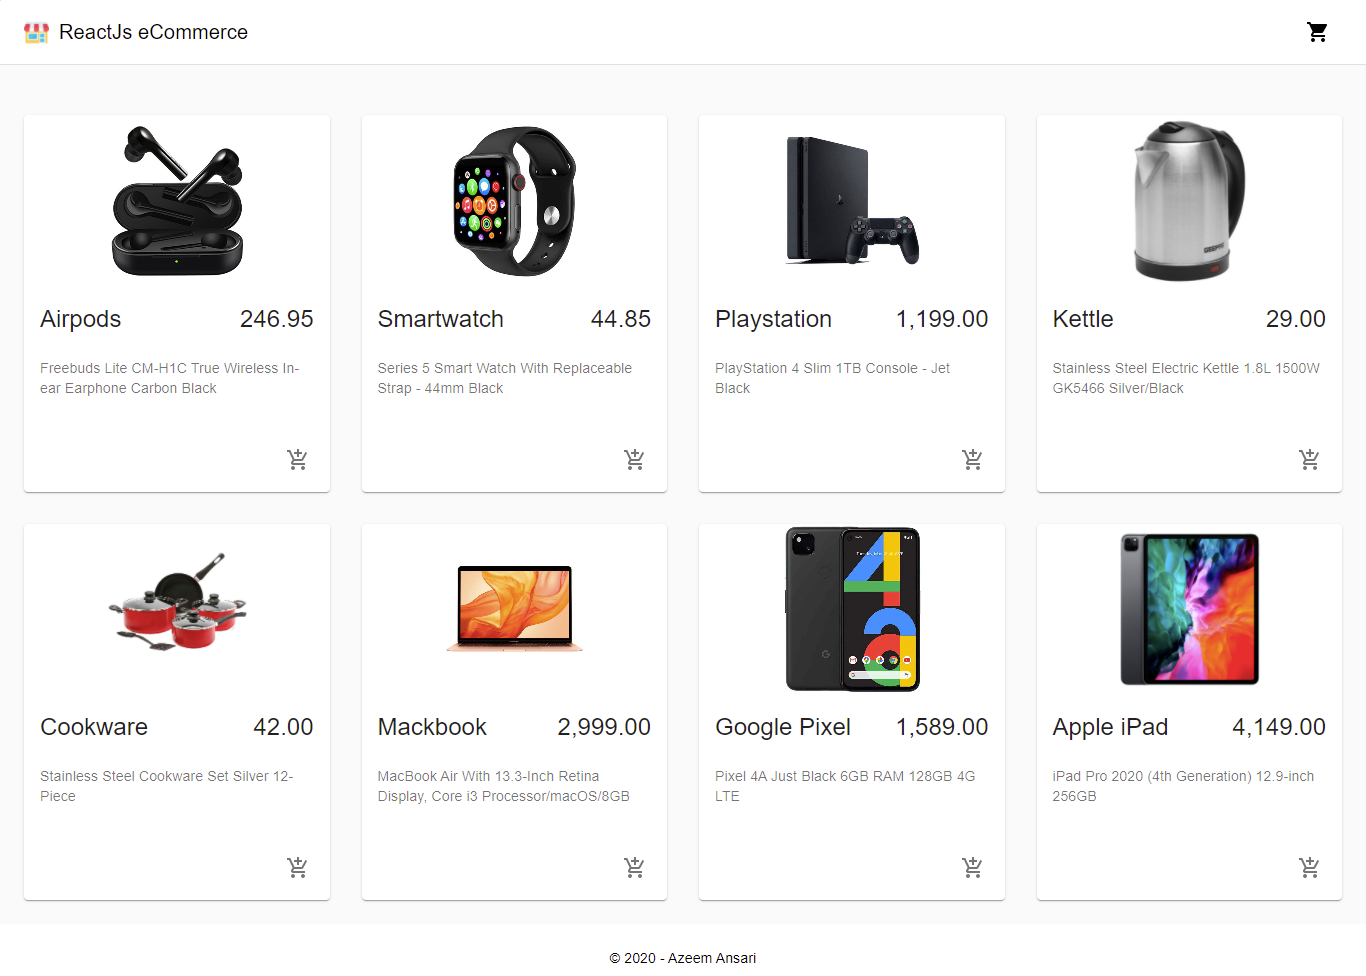 ReactJs eCommerce
Airpods 246.95
Freebuds Lite CM-H1C True Wireless In-
ear Earphone Carbon Black
Smartwatch 44.85
Series 5 Smart Watch With Replaceable
Strap - 44mm Black
Playstation 1,199.00
PlayStation 4 Slim 1TB Console - Jet
Black
Kettle 29.00
Stainless Steel Electric Kettle 1.8L 1500W
GK5466 Silver/Black
Cookware 42.00
Stainless Steel Cookware Set Silver 12-
Piece
Mackbook 2,999.00
MacBook Air With 13.3-Inch Retina
Display, Core i3 Processor/macOS/8GB
Google Pixel 1,589.00
Pixel 4A Just Black 6GB RAM 128GB 4G
LTE
Apple iPad 4,149.00
iPad Pro 2020 (4th Generation) 12.9-inch
256GB
© 2020 - Azeem Ansari